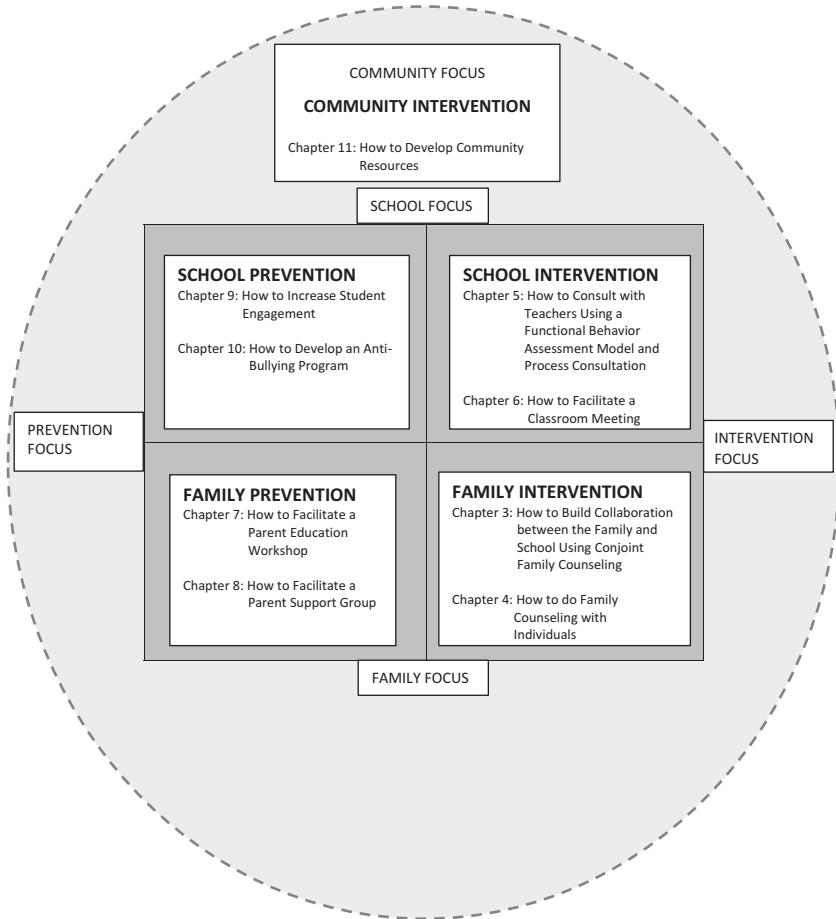 COMMUNITY FOCUS
COMMUNITY INTERVENTION
Chapter 11: How to Develop Community
Resources
SCHOOL FOCUS
SCHOOL PREVENTION
Chapter 9: How to Increase Student
Engagement
Chapter 10: How to Develop an Anti-
Bullying Program
SCHOOL INTERVENTION
Chapter 5: How to Consult with
Teachers Using a
Functional Behavior
Assessment Model and
Process Consultation
Chapter 6: How to Facilitate a
Classroom Meeting
PREVENTION
FOCUS
INTERVENTION
FOCUS
FAMILY PREVENTION
Chapter 7: How to Facilitate a
Parent Education
Workshop
Chapter 8: How to Facilitate a
Parent Support Group
FAMILY INTERVENTION
Chapter 3: How to Build Collaboration
between the Family and
School Using Conjoint
Family Counseling
Chapter 4: How to do Family
Counseling with
Individuals
FAMILY FOCUS